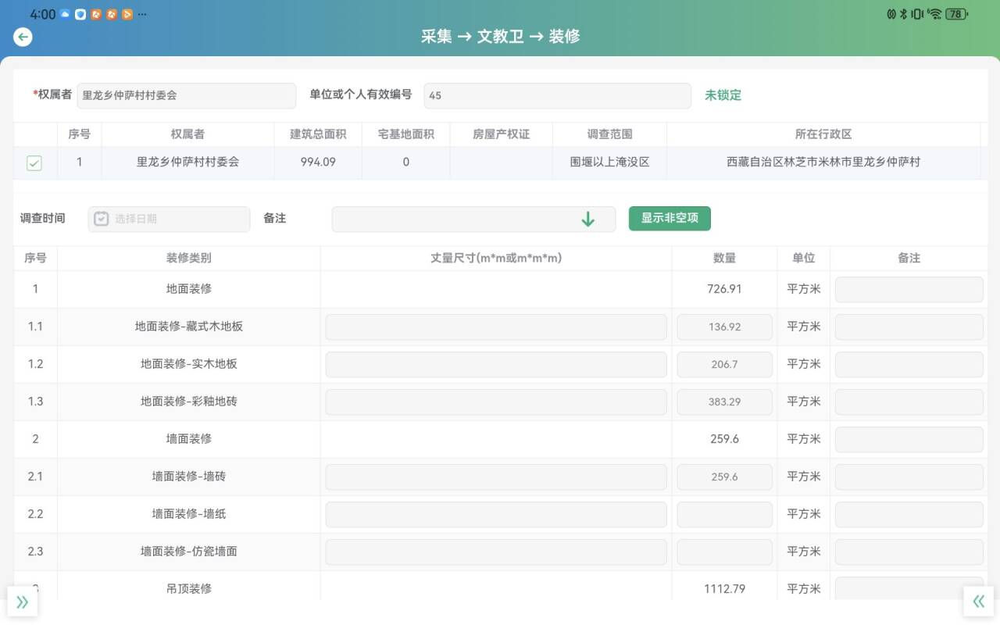 4:00 ... 78
采集 → 文教卫 → 装修
*权属者 里龙乡仲萨村村委会 单位或个人有效编号 45 未锁定
序号 权属者 建筑总面积 宅基地面积 房屋产权证 调查范围 所在行政区
1 里龙乡仲萨村村委会 994.09 0 围堰以上淹没区 西藏自治区林芝市米林市里龙乡仲萨村
调查时间 选择日期 备注 显示非空项
序号 装修类别 丈量尺寸(m*m或m*m*m) 数量 单位 备注
1 地面装修 726.91 平方米
1.1 地面装修-藏式木地板 136.92 平方米
1.2 地面装修-实木地板 206.7 平方米
1.3 地面装修-彩釉地砖 383.29 平方米
2 墙面装修 259.6 平方米
2.1 墙面装修-墙砖 259.6 平方米
2.2 墙面装修-墙纸 平方米
2.3 墙面装修-仿瓷墙面 平方米
吊顶装修 1112.79 平方米